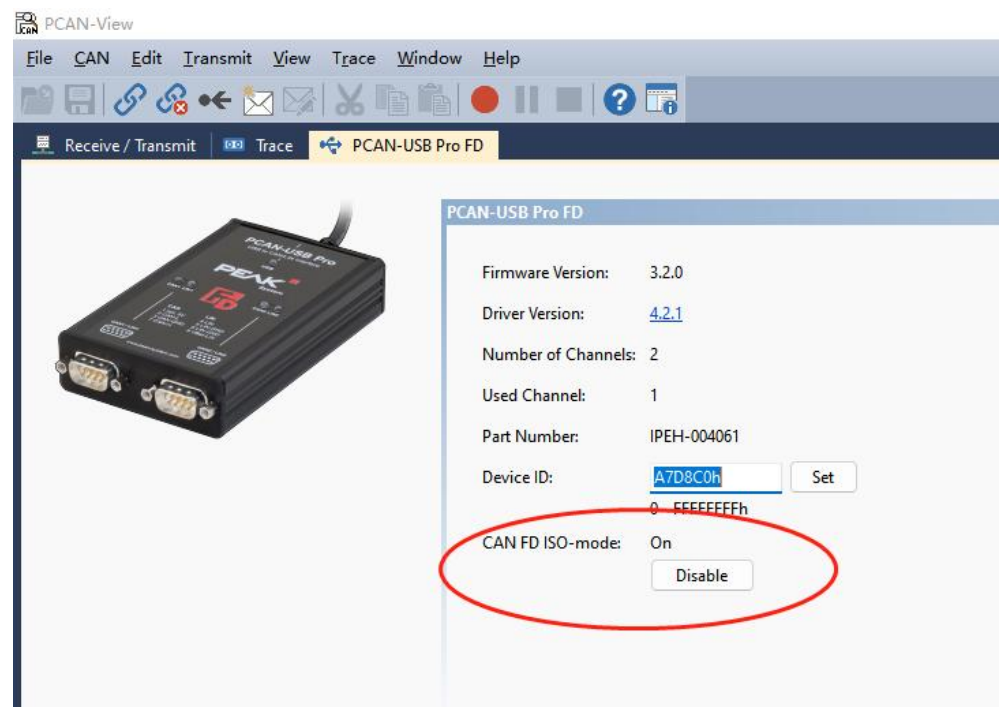 PCAN-View
File CAN Edit Transmit View Trace Window Help
Receive / Transmit Trace PCAN-USB Pro FD
PCAN-USB Pro FD
PCAN-USB Pro
PEAK
System
FD
Firmware Version: 3.2.0
Driver Version: 4.2.1
Number of Channels: 2
Used Channel: 1
Part Number: IPEH-004061
Device ID: A7D8C0h Set
0...FFFFFFFFh
CAN FD ISO-mode: On
Disable